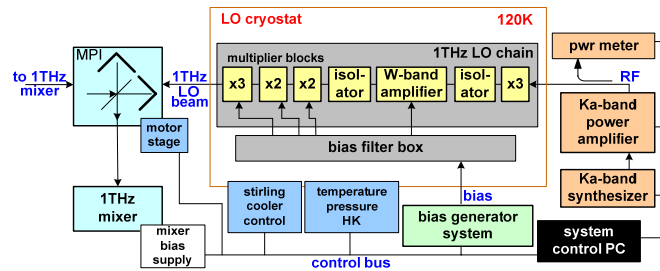 LO cryostat
120K
MPI
1THz LO chain
multiplier blocks
pwr meter
to 1THz
mixer
1THz
LO
beam
x3
x2
x2
isol-
ator
W-band
amplifier
isol-
ator
x3
RF
motor
stage
Ka-band
power
amplifier
bias filter box
Ka-band
synthesizer
1THz
mixer
stirling
cooler
control
temperature
pressure
HK
bias
bias generator
system
mixer
bias
supply
system
control PC
control bus